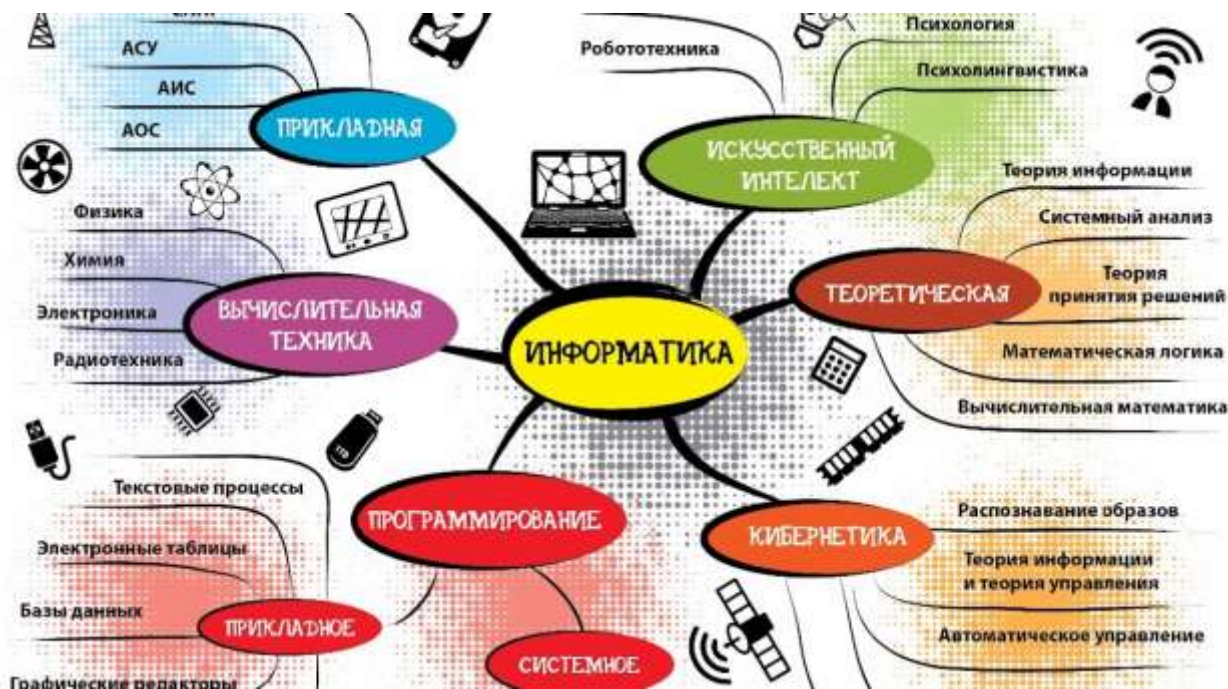 АСУ
АИС
АОС
ПРИКЛАДНАЯ
Робототехника
Психология
Психолингвистика
ИСКУССТВЕННЫЙ
ИНТЕЛЕКТ
Теория информации
Системный анализ
Теория
принятия решений
Математическая логика
Вычислительная математика
ТЕОРЕТИЧЕСКАЯ
Физика
Химия
Электроника
Радиотехника
ВЫЧИСЛИТЕЛЬНАЯ
ТЕХНИКА
ИНФОРМАТИКА
Текстовые процессы
Электронные таблицы
Базы данных
Графические редакторы
ПРИКЛАДНОЕ
ПРОГРАММИРОВАНИЕ
СИСТЕМНОЕ
КИБЕРНЕТИКА
Распознавание образов
Теория информации
и теория управления
Автоматическое управление